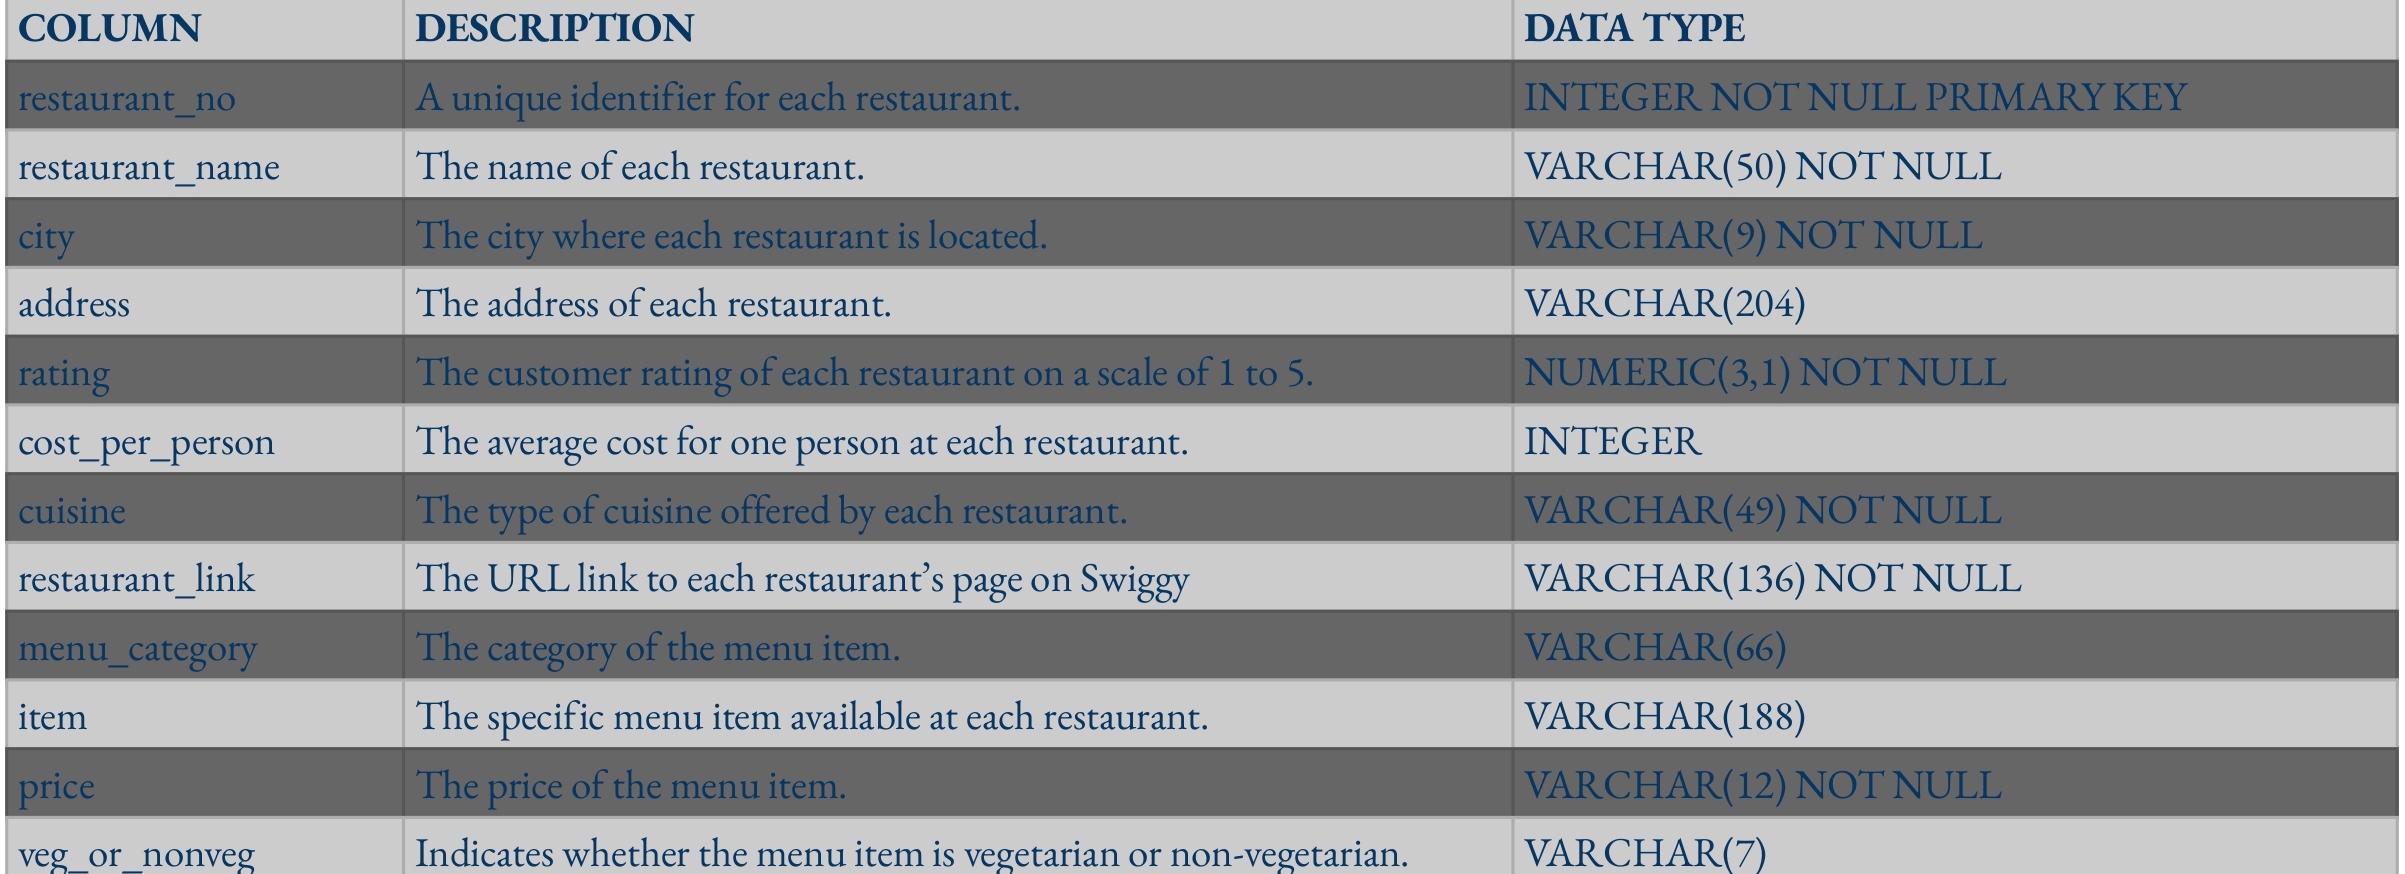 COLUMN DESCRIPTION DATA TYPE
restaurant_no A unique identifier for each restaurant. INTEGER NOT NULL PRIMARY KEY
restaurant_name The name of each restaurant. VARCHAR(50) NOT NULL
city The city where each restaurant is located. VARCHAR(9) NOT NULL
address The address of each restaurant. VARCHAR(204)
rating The customer rating of each restaurant on a scale of 1 to 5. NUMERIC(3,1) NOT NULL
cost_per_person The average cost for one person at each restaurant. INTEGER
cuisine The type of cuisine offered by each restaurant. VARCHAR(49) NOT NULL
restaurant_link The URL link to each restaurant’s page on Swiggy VARCHAR(136) NOT NULL
menu_category The category of the menu item. VARCHAR(66)
item The specific menu item available at each restaurant. VARCHAR(188)
price The price of the menu item. VARCHAR(12) NOT NULL
veg_or_nonveg Indicates whether the menu item is vegetarian or non-vegetarian. VARCHAR(7)